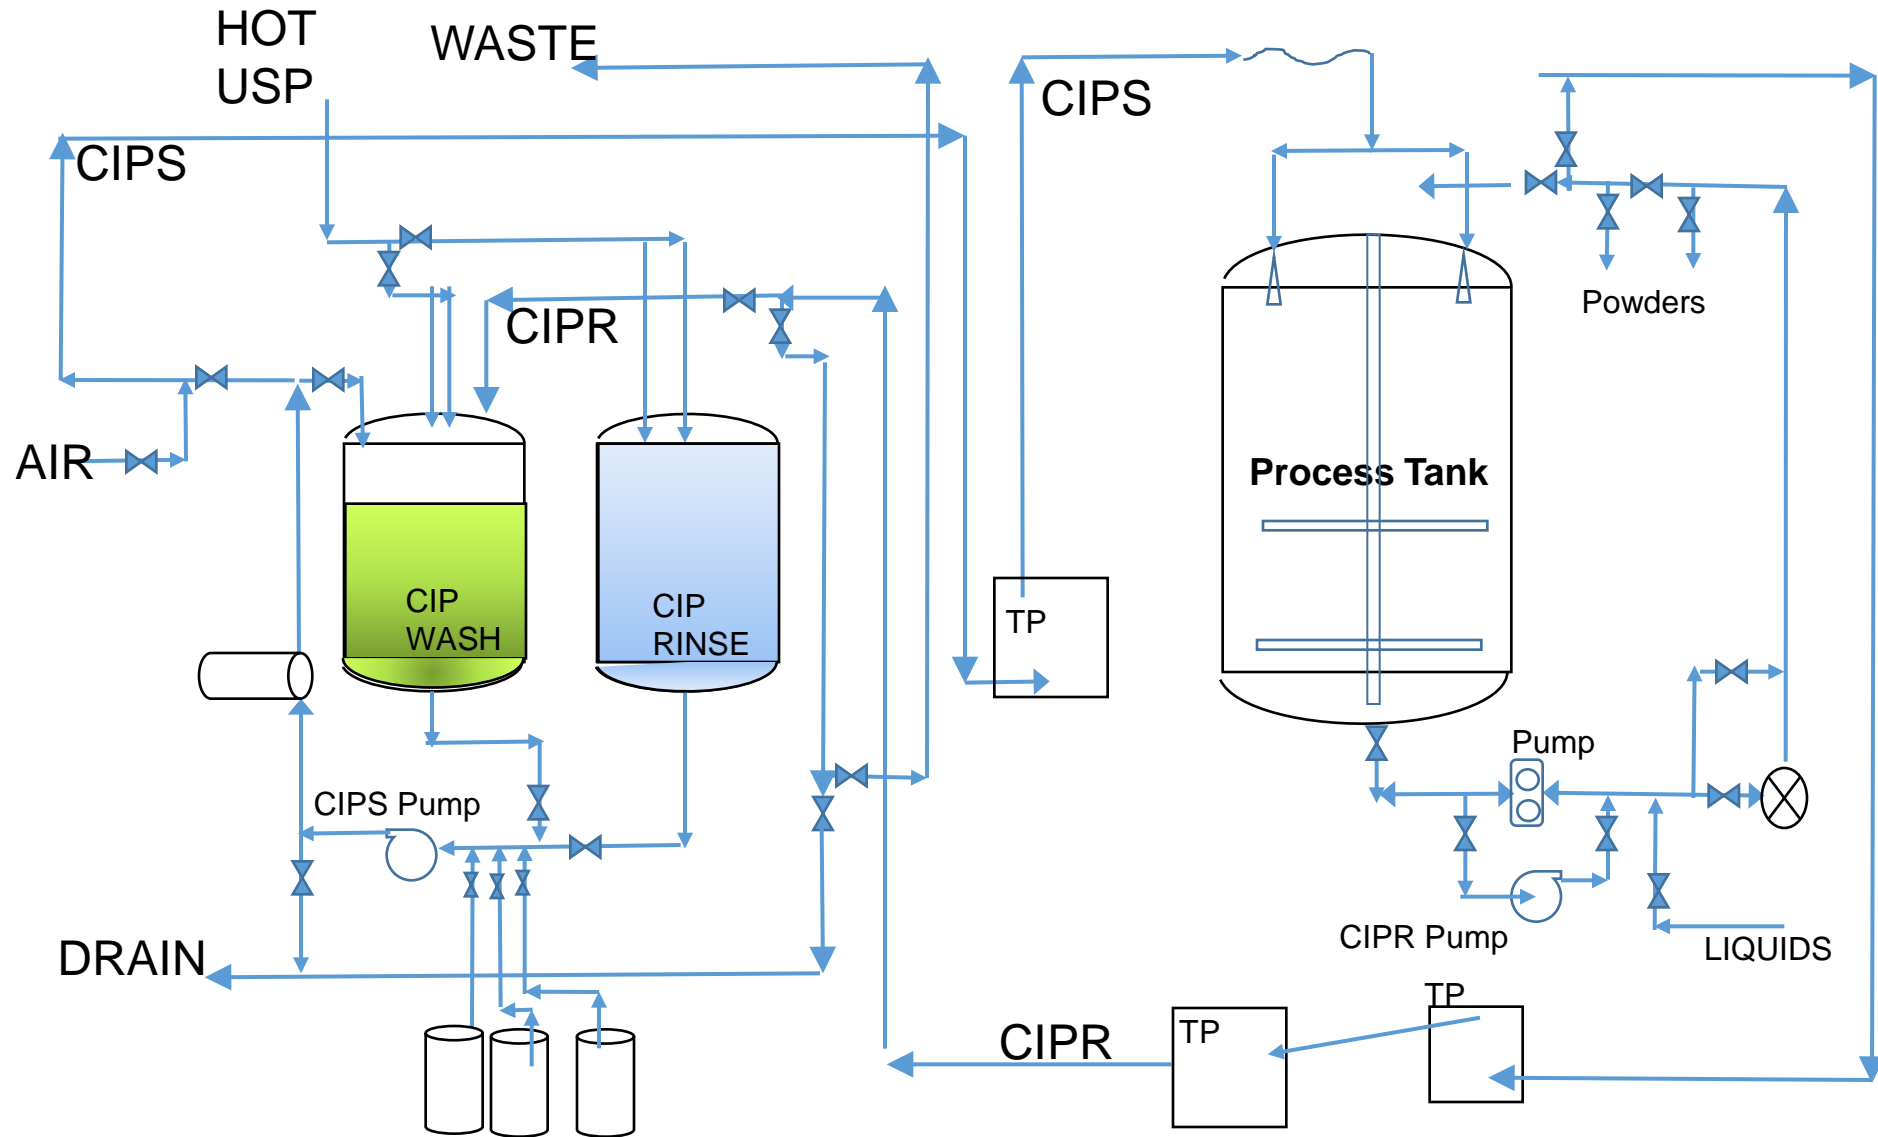 HOT
USP
WASTE
CIPS
CIPS
Powders
CIPR
AIR
Process Tank
CIP
WASH
CIP
RINSE
TP
Pump
CIPS Pump
CIPR Pump
LIQUIDS
DRAIN
TP
TP
CIPR